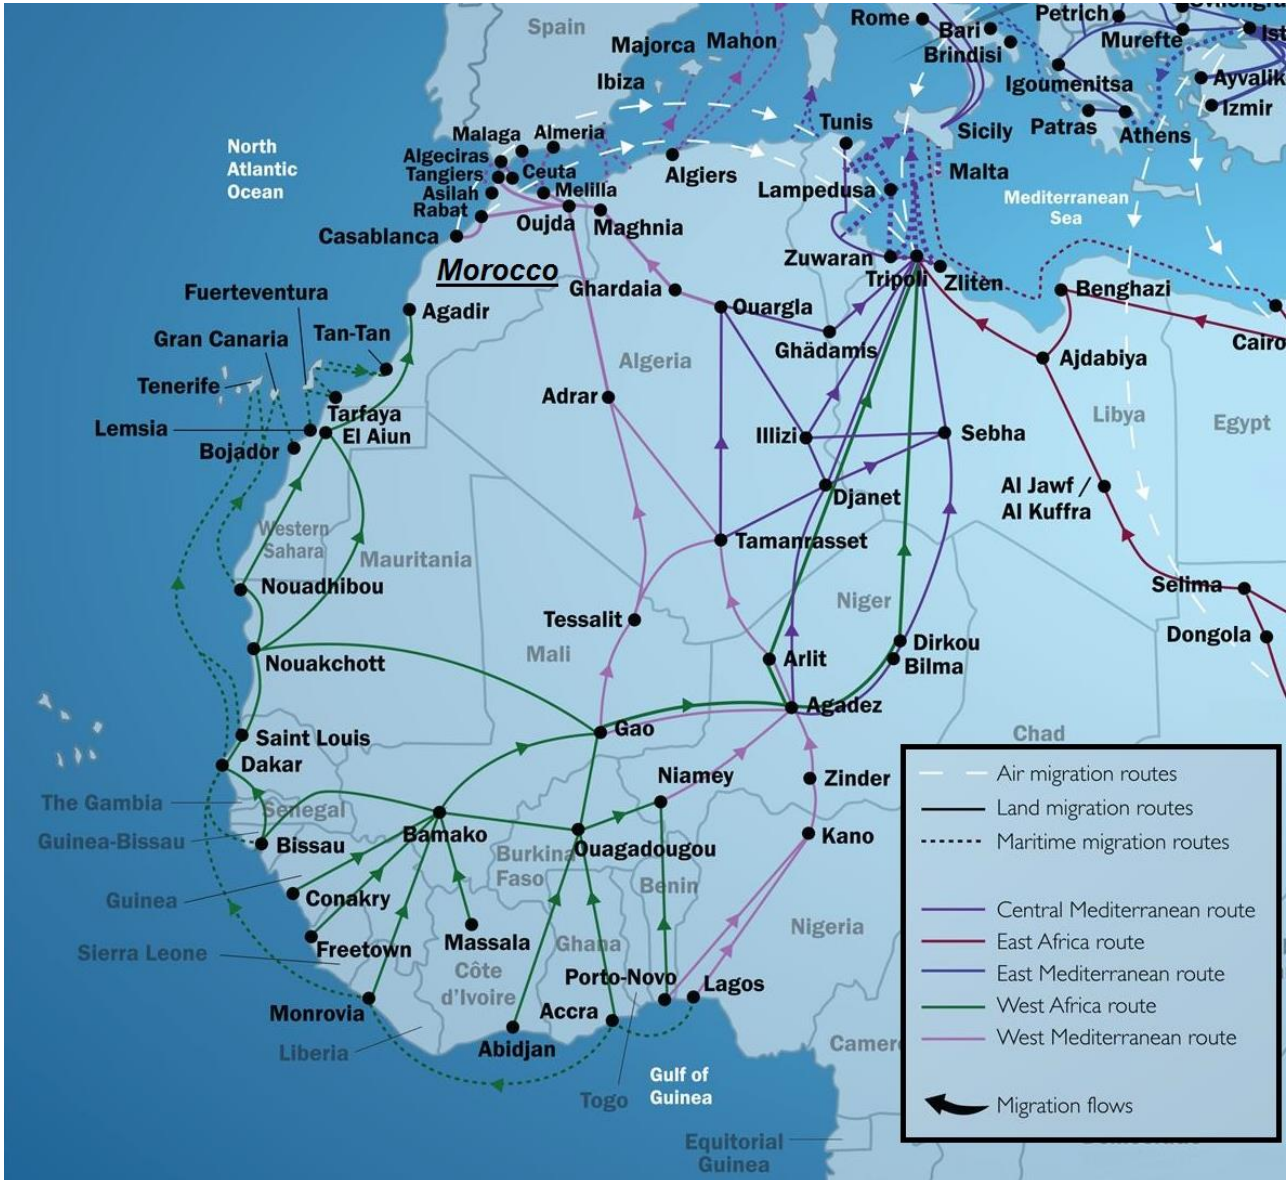 Spain
Majorca
Mahon
Ibiza
Rome
Bari
Brindisi
Petrich
Murefte
Igoumenitsa
Ayvalik
Izmir
Patras
Athens
Sicily
Malta
Tunis
Lampedusa
Mediterranean
Sea
North
Atlantic
Ocean
Malaga
Almeria
Algeciras
Tangiers
Ceuta
Asilah
Melilla
Rabat
Oujda
Maghnia
Algiers
Casablanca
Morocco
Zuwaran
Tripoli
Zliten
Benghazi
Cairo
Ghardaia
Ouargla
Ghädamis
Ajdabiya
Fuerteventura
Agadir
Gran Canaria
Tan-Tan
Tenerife
Tarfaya
Lemsia
El Aiun
Bojador
Algeria
Adrar
Illizi
Sebha
Libya
Egypt
Djanet
Al Jawf /
Al Kuffra
Western
Sahara
Mauritania
Tamanrasset
Nouadhibou
Niger
Selima
Tessalit
Mali
Dirkou
Bilma
Dongola
Nouakchott
Arlit
Agadez
Saint Louis
Gao
Chad
Dakar
Niamey
Zinder
The Gambia
Senegal
Guinea-Bissau
Bissau
Bamako
Ouagadougou
Kano
Burkina
Faso
Benin
Guinea
Conakry
Nigeria
Sierra Leone
Freetown
Massala
Ghana
Côte
d'Ivoire
Porto-Novo
Lagos
Monrovia
Accra
Liberia
Abidjan
Togo
Gulf of
Guinea
Equitorial
Guinea
Air migration routes
Land migration routes
Maritime migration routes
Central Mediterranean route
East Africa route
East Mediterranean route
West Africa route
West Mediterranean route
Migration flows